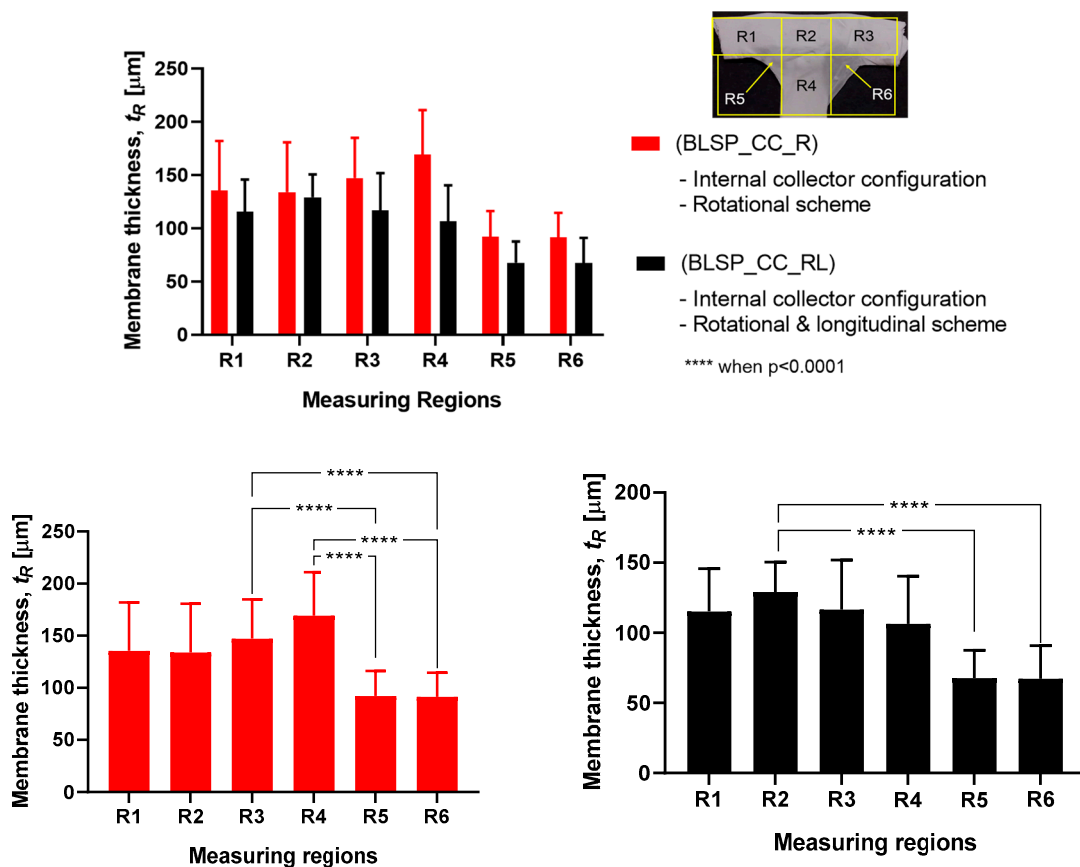 R1 R2 R3
R5 R4 R6
Membrane thickness, tR [µm]
250
200
150
100
50
0
R1 R2 R3 R4 R5 R6
Measuring Regions
(BLSP_CC_R)
- Internal collector configuration
- Rotational scheme
(BLSP_CC_RL)
- Internal collector configuration
- Rotational & longitudinal scheme
**** when p<0.0001
Membrane thickness, tR [µm]
250
200
150
100
50
0
****
****
****
****
R1 R2 R3 R4 R5 R6
Measuring regions
Membrane thickness, tR [µm]
200
150
100
50
0
****
****
R1 R2 R3 R4 R5 R6
Measuring regions